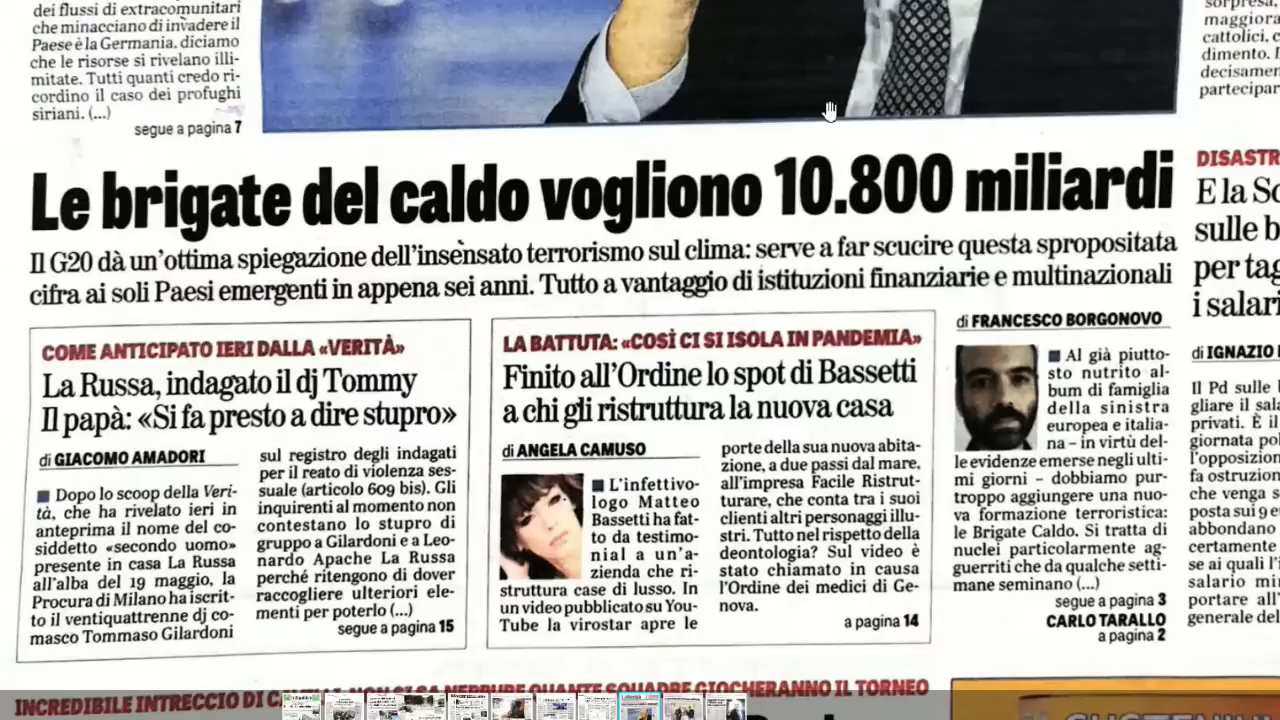 dei flussi di extracomunitari
che minacciano di invadere il
Paese è la Germania, diciamo
che le risorse si rivelano illi-
mitate. Tutti quanti credo ri-
cordino il caso dei profughi
siriani. (...)
segue a pagina 7
maggiora
cattolici, c
dimento. I
decisamen
partecipar
Le brigate del caldo vogliono 10.800 miliardi
Il G20 dà un'ottima spiegazione dell'insensato terrorismo sul clima: serve a far scucire questa spropositata
cifra ai soli Paesi emergenti in appena sei anni. Tutto a vantaggio di istituzioni finanziarie e multinazionali
COME ANTICIPATO IERI DALLA «VERITÀ»
La Russa, indagato il dj Tommy
Il papà: «Si fa presto a dire stupro»
di GIACOMO AMADORI
■ Dopo lo scoop della Veri-
tà, che ha rivelato ieri in
anteprima il nome del co-
siddetto «secondo uomo»
presente in casa La Russa
all'alba del 19 maggio, la
Procura di Milano ha iscrit-
to il ventiquattrenne dj co-
masco Tommaso Gilardoni
sul registro degli indagati
per il reato di violenza ses-
suale (articolo 609 bis). Gli
inquirenti al momento non
contestano lo stupro di
gruppo a Gilardoni e a Leo-
nardo Apache La Russa
perché ritengono di dover
raccogliere ulteriori ele-
menti per poterlo (...)
segue a pagina 15
LA BATTUTA: «COSÌ CI SI ISOLA IN PANDEMIA»
Finito all'Ordine lo spot di Bassetti
a chi gli ristruttura la nuova casa
di ANGELA CAMUSO
■ L'infettivo-
logo Matteo
Bassetti ha fat-
to da testimo-
nial a un'a-
zienda che ri-
struttura case di lusso. In
un video pubblicato su You-
Tube la virostar apre le
porte della sua nuova abita-
zione, a due passi dal mare,
all'impresa Facile Ristrut-
turare, che conta tra i suoi
clienti altri personaggi illu-
stri. Tutto nel rispetto della
deontologia? Sul video è
stato chiamato in causa
l'Ordine dei medici di Ge-
nova.
a pagina 14
di FRANCESCO BORGONOVO
■ Al già piutto-
sto nutrito al-
bum di famiglia
della sinistra
europea e italia-
na – in virtù del-
le evidenze emerse negli ulti-
mi giorni – dobbiamo pur-
troppo aggiungere una nuo-
va formazione terroristica:
le Brigate Caldo. Si tratta di
nuclei particolarmente ag-
guerriti che da qualche setti-
mane seminano (...)
segue a pagina 3
CARLO TARALLO
a pagina 2
DISASTR
E la Sc
sulle b
per tag
i salari
di IGNAZIO
Il Pd sulle
gliare il sala
privati. È il
giornata pol
l'opposizion
fa ostruzion
che venga s
posta sui 9 e
abbondano
certamente
se ai quali l'i
salario min
portare all'
generale del
INCREDIBILE INTRECCIO DI
QUANTE SQUADRE GIOCHERANNO IL TORNEO